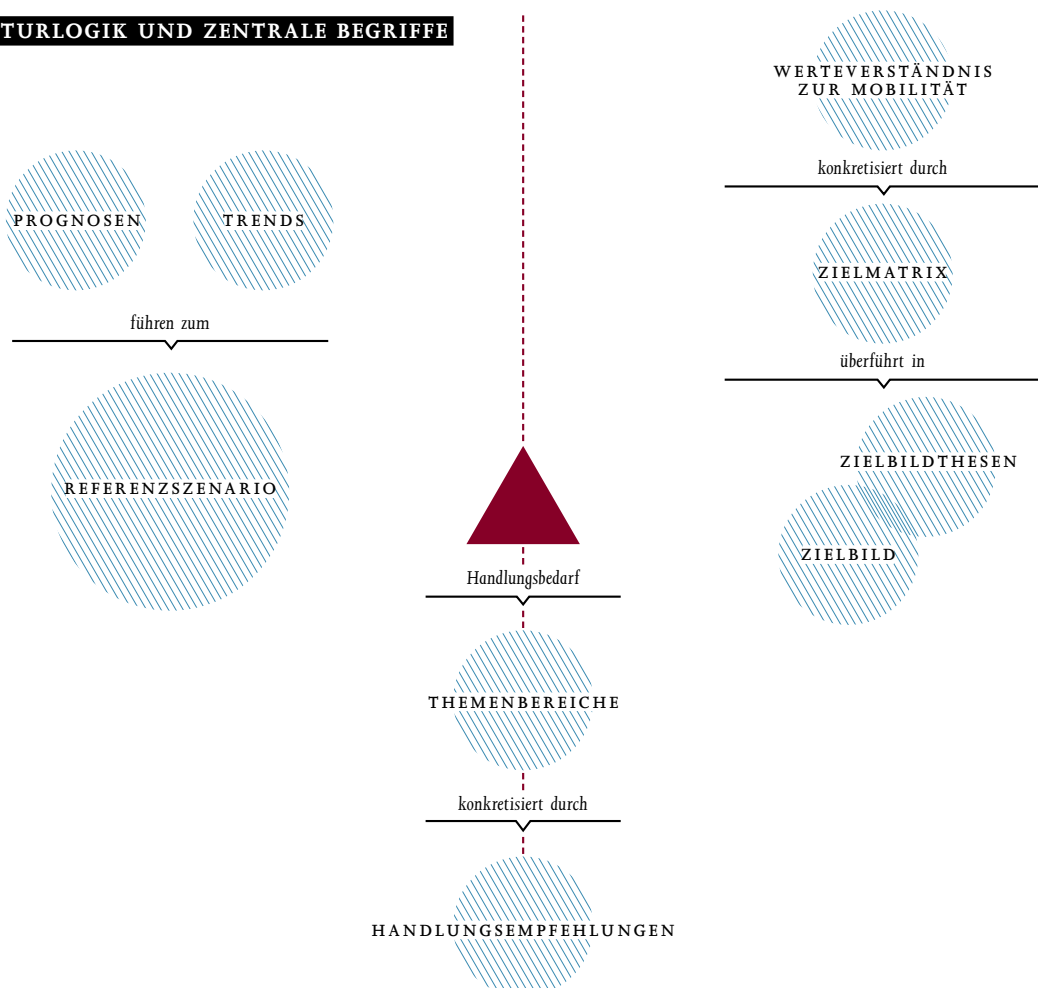 TURLOGIK UND ZENTRALE BEGRIFFE
PROGNOSEN
TRENDS
führen zum
REFERENZSZENARIO
WERTEVERSTÄNDNIS
ZUR MOBILITÄT
konkretisiert durch
ZIELMATRIX
überführt in
ZIELBILDTHESEN
ZIELBILD
Handlungsbedarf
THEMENBEREICHE
konkretisiert durch
HANDLUNGSEMPFEHLUNGEN